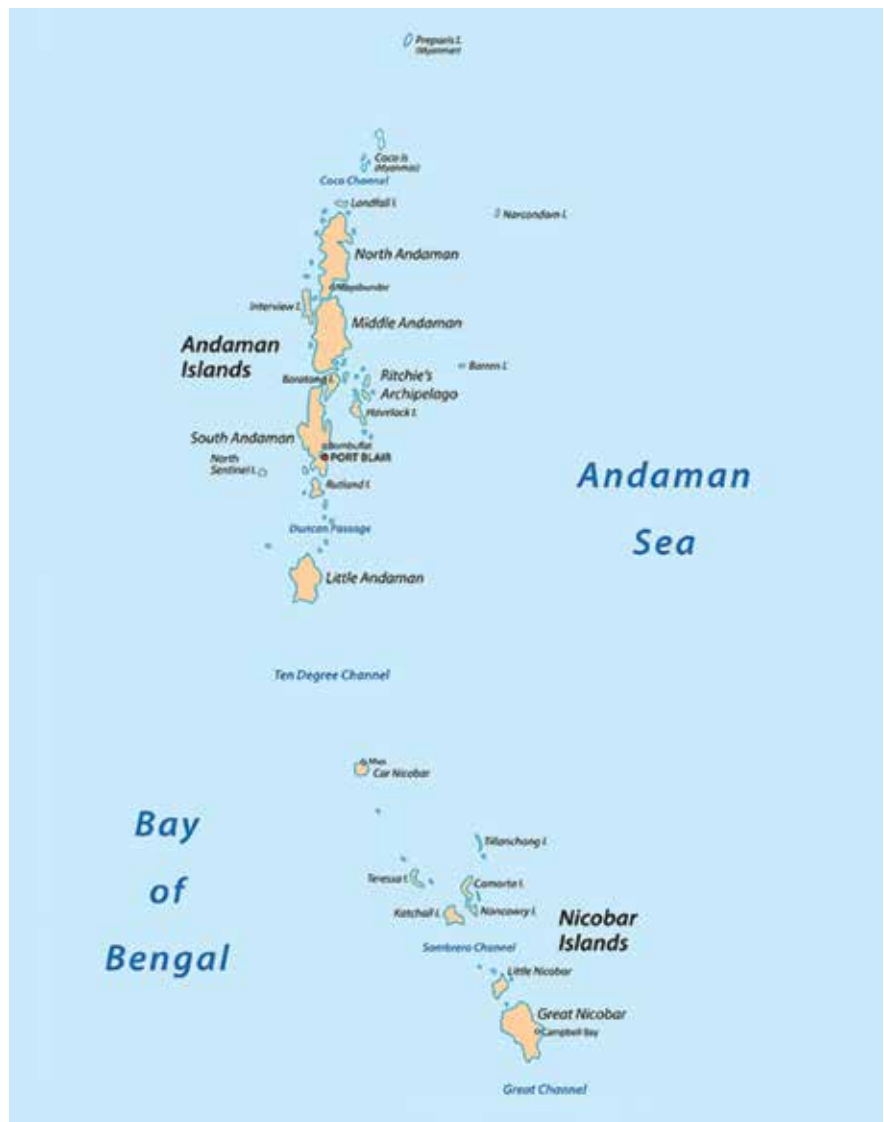 Preparis I.
(Myanmar)
Coco Is
(Myanmar)
Coco Channel
Landfall I.
Narcondam I.
North Andaman
Mayabunder
Interview I.
Middle Andaman
Andaman
Islands
Barren I.
Baratang I.
Ritchie's
Archipelago
Havelock I.
South Andaman
Bambuflat
PORT BLAIR
North
Sentinel I.
Rutland I.
Andaman
Sea
Duncan Passage
Little Andaman
Ten Degree Channel
Car Nicobar
Bay
of
Bengal
Tillanchong I.
Teressa I.
Camorta I.
Katchall I.
Nancowry I.
Nicobar
Islands
Sombrero Channel
Little Nicobar
Great Nicobar
Campbell Bay
Great Channel